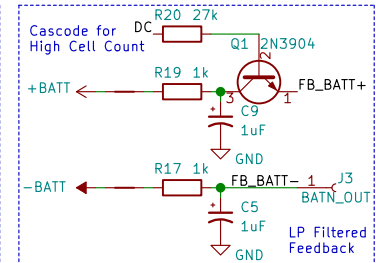 R20 27k
Cascode for
High Cell Count
DC
Q1 2N3904
2
+BATT
R19 1k
3
1
FB_BATT+
+
C9
1uF
GND
-BATT
R17 1k
FB_BATT-
1
J3
BATN_OUT
+
C5
1uF
GND
LP Filtered
Feedback